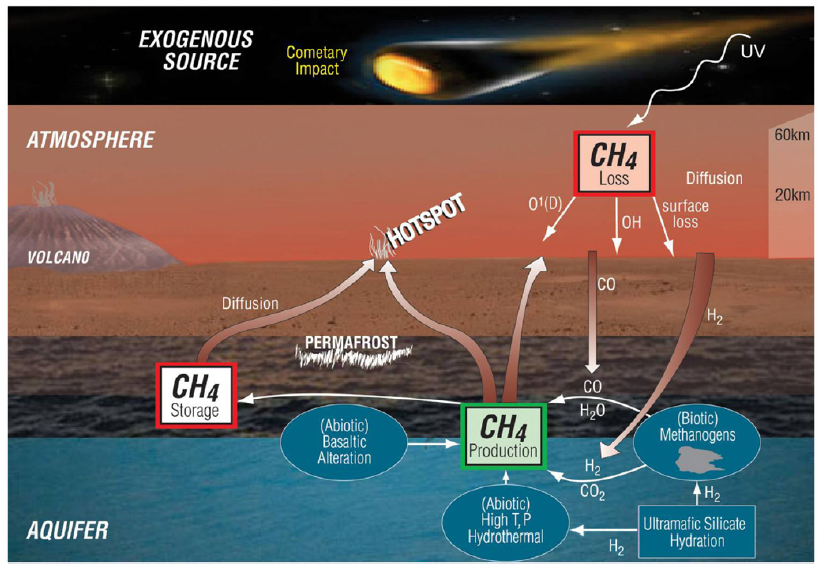 EXOGENOUS
SOURCE
Cometary
Impact
UV
ATMOSPHERE
60km
CH4
Loss
Diffusion
20km
O¹(D)
OH
surface
loss
HOTSPOT
VOLCANO
CO
Diffusion
H2
PERMAFROST
CH4
Storage
CO
H2O
(Abiotic)
Basaltic
Alteration
CH4
Production
(Biotic)
Methanogens
H2
CO2
(Abiotic)
High T, P
Hydrothermal
H2
Ultramafic Silicate
Hydration
H2
AQUIFER